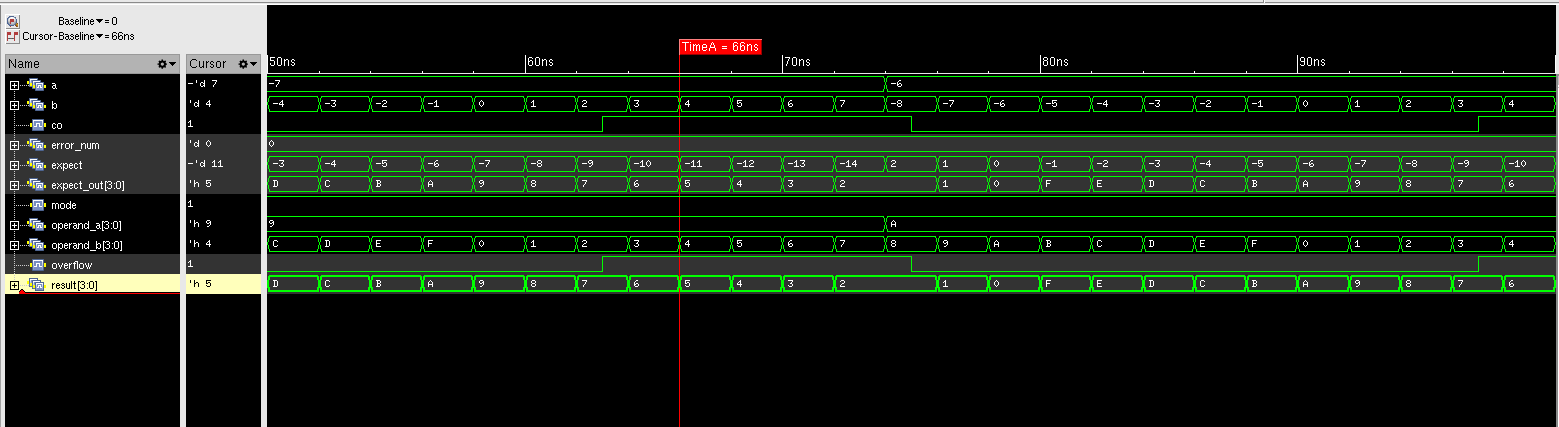 Baseline▼= 0
Cursor-Baseline▼= 66ns
TimeA = 66ns
Name Cursor 50ns 60ns 70ns 80ns 90ns
a -'d 7 -7 -6
b 'd 4 -4 -3 -2 -1 0 1 2 3 4 5 6 7 -8 -7 -6 -5 -4 -3 -2 -1 0 1 2 3 4
co 1
error_num 'd 0 0
expect -'d 11 -3 -4 -5 -6 -7 -8 -9 -10 -11 -12 -13 -14 2 1 0 -1 -2 -3 -4 -5 -6 -7 -8 -9 -10
expect_out[3:0] 'h 5 D C B A 9 8 7 6 5 4 3 2 1 0 F E D C B A 9 8 7 6
mode 1
operand_a[3:0] 'h 9 9 A
operand_b[3:0] 'h 4 C D E F 0 1 2 3 4 5 6 7 8 9 A B C D E F 0 1 2 3 4
overflow 1
result[3:0] 'h 5 D C B A 9 8 7 6 5 4 3 2 1 0 F E D C B A 9 8 7 6